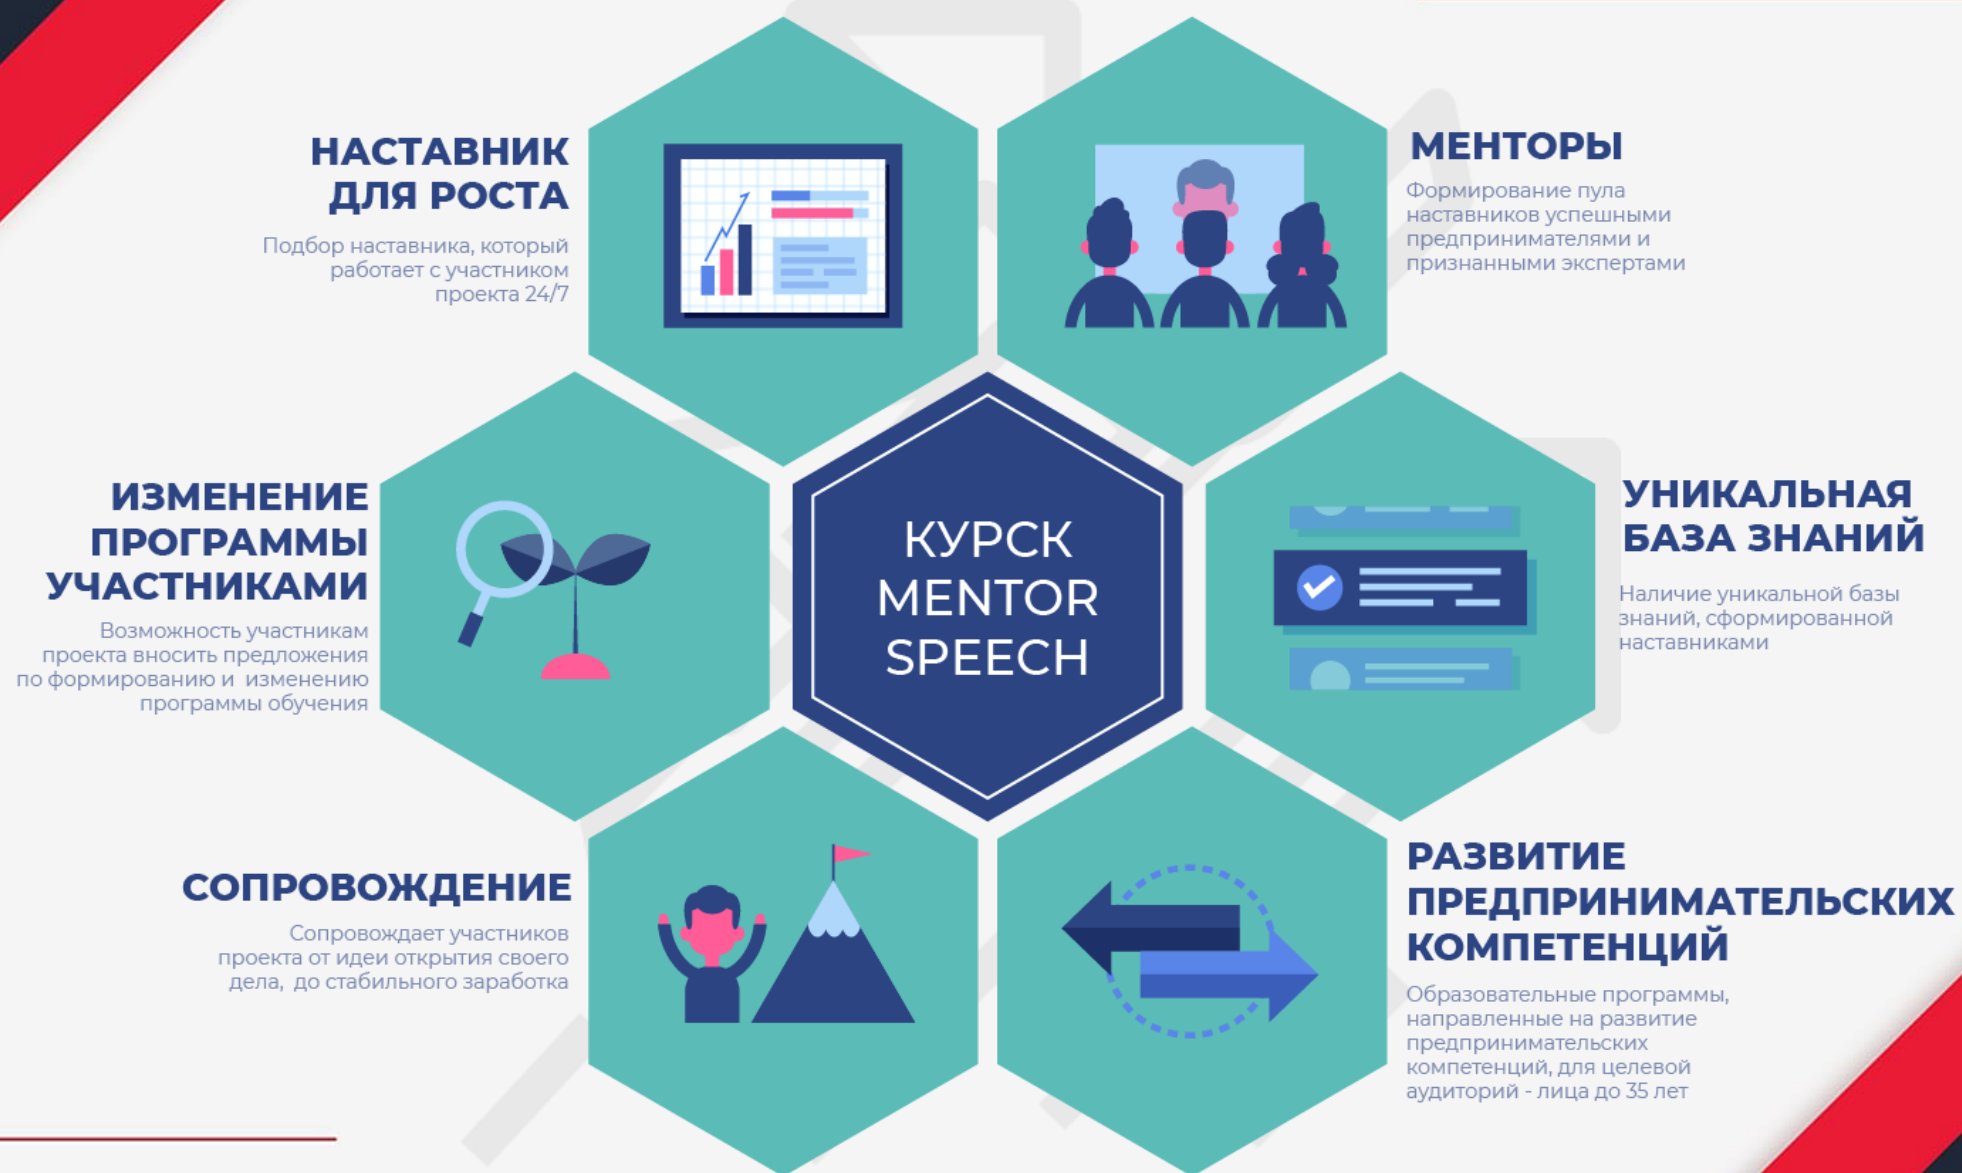 НАСТАВНИК
ДЛЯ РОСТА
Подбор наставника, который
работает с участником
проекта 24/7
МЕНТОРЫ
Формирование пула
наставников успешными
предпринимателями и
признанными экспертами
ИЗМЕНЕНИЕ
ПРОГРАММЫ
УЧАСТНИКАМИ
Возможность участникам
проекта вносить предложения
по формированию и изменению
программы обучения
КУРСК
MENTOR
SPEECH
УНИКАЛЬНАЯ
БАЗА ЗНАНИЙ
Наличие уникальной базы
знаний, сформированной
наставниками
СОПРОВОЖДЕНИЕ
Сопровождает участников
проекта от идеи открытия своего
дела, до стабильного заработка
РАЗВИТИЕ
ПРЕДПРИНИМАТЕЛЬСКИХ
КОМПЕТЕНЦИЙ
Образовательные программы,
направленные на развитие
предпринимательских
компетенций, для целевой
аудиторий - лица до 35 лет